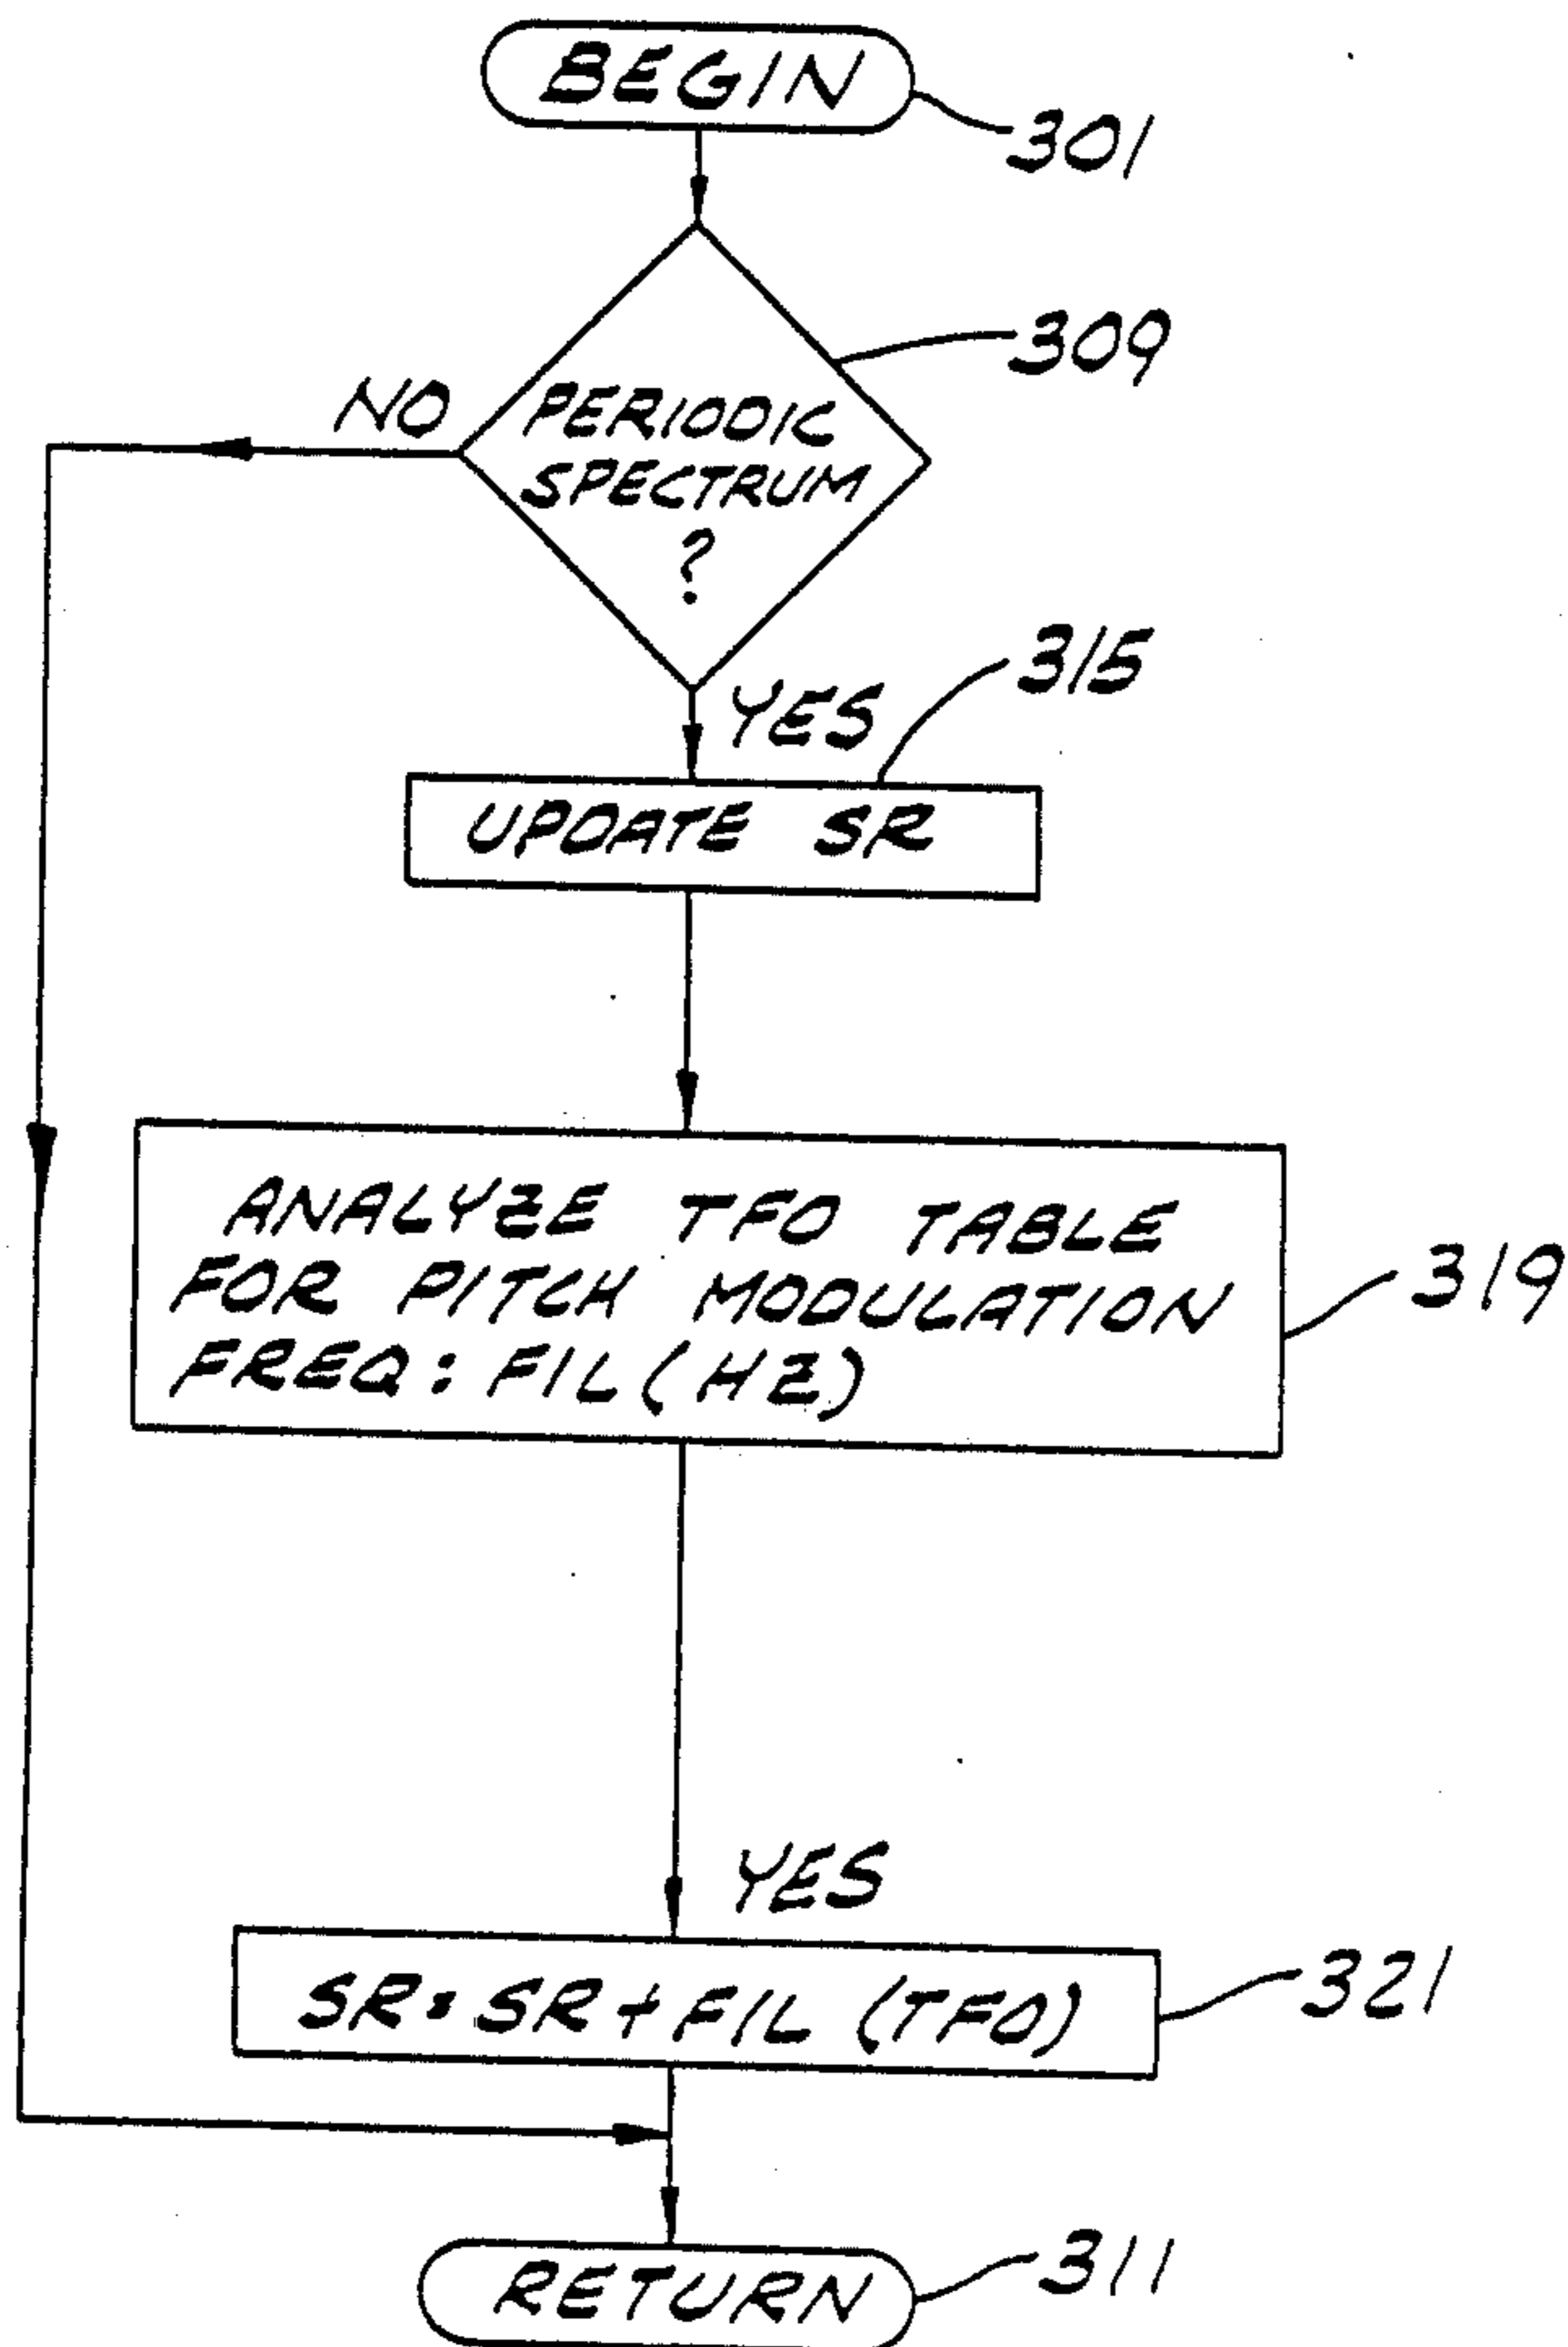 BEGIN
301
309
NO
PERIODIC
SPECTRUM
?
315
YES
UPDATE SR
ANALYZE TFO TABLE
FOR PITCH MODULATION
FREQ: FIL (HZ)
319
YES
SR: SR + FIL (TFO)
321
RETURN
311